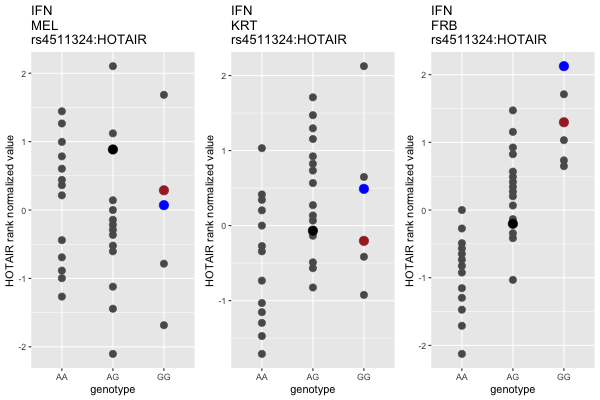 IFN
MEL
rs4511324:HOTAIR
HOTAIR rank normalized value
2
1
0
-1
-2
AA
AG
GG
genotype
IFN
KRT
rs4511324:HOTAIR
HOTAIR rank normalized value
2
1
0
-1
AA
AG
GG
genotype
IFN
FRB
rs4511324:HOTAIR
HOTAIR rank normalized value
2
1
0
-1
-2
AA
AG
GG
genotype